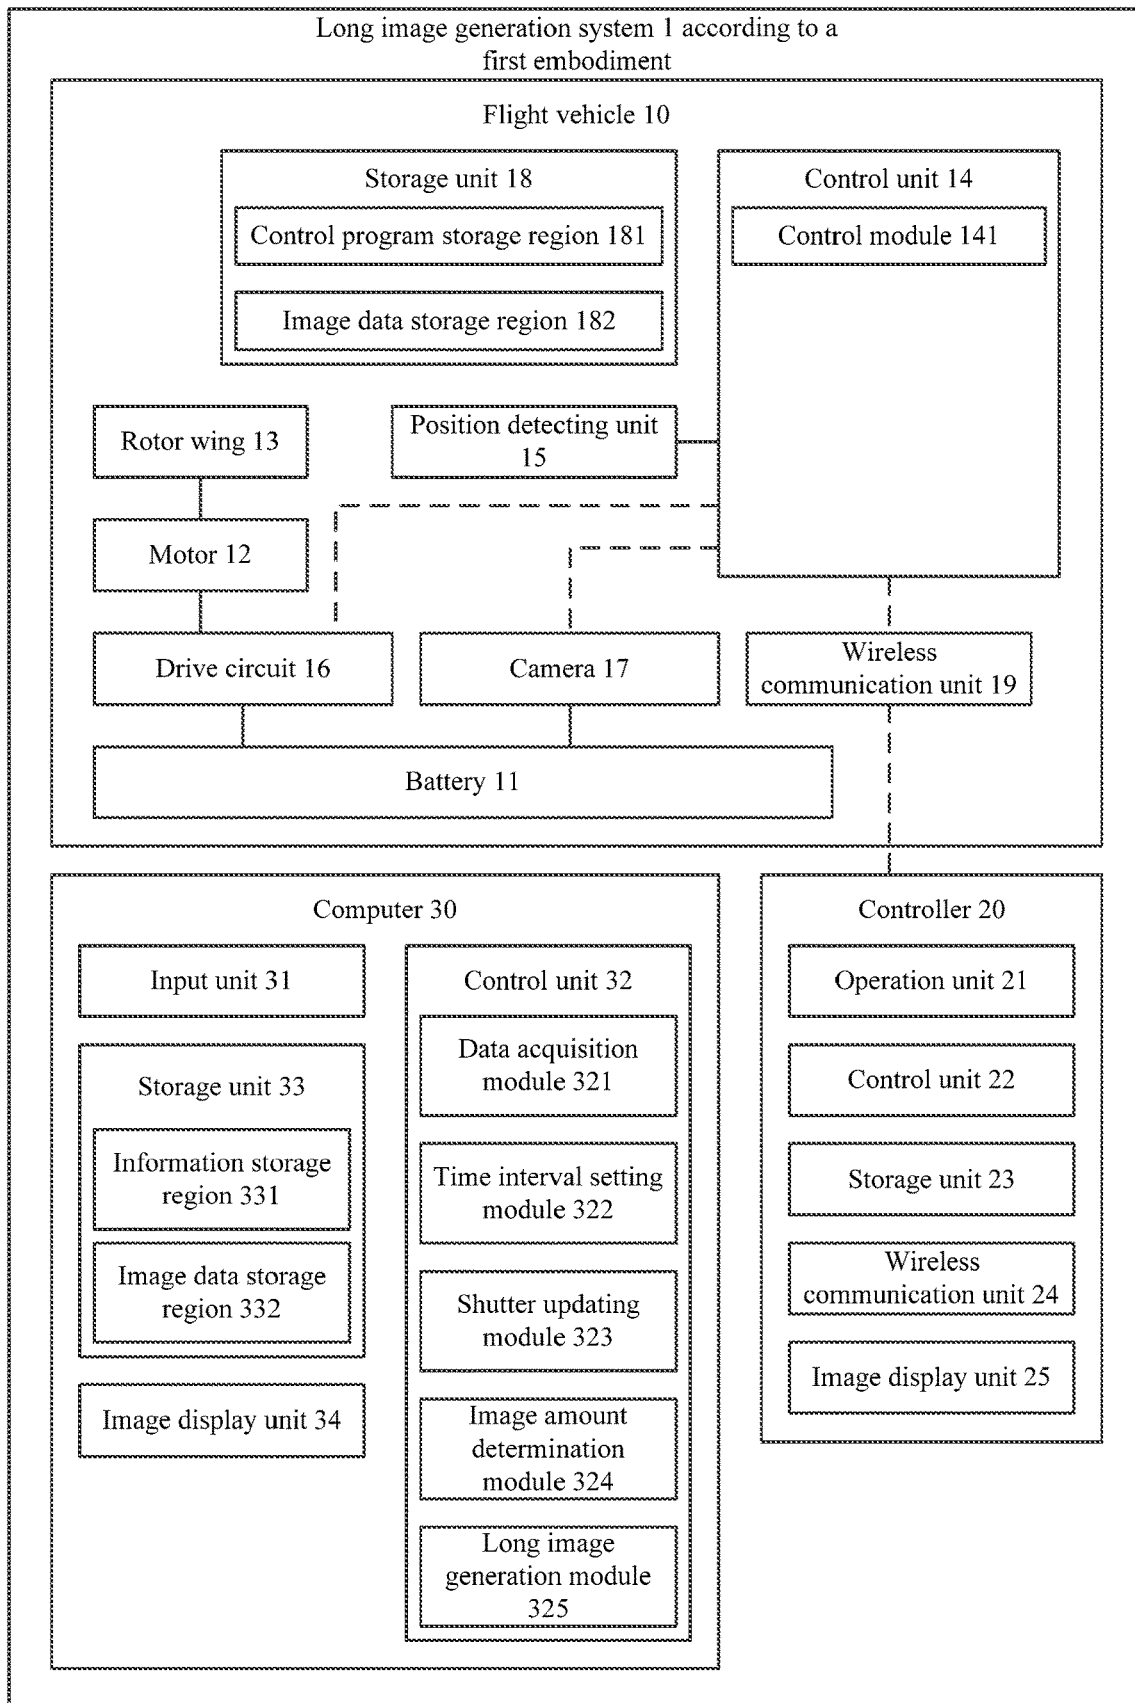 Long image generation system 1 according to a
first embodiment
Flight vehicle 10
Storage unit 18
Control program storage region 181
Image data storage region 182
Control unit 14
Control module 141
Rotor wing 13
Position detecting unit
15
Motor 12
Drive circuit 16
Camera 17
Wireless
communication unit 19
Battery 11
Computer 30
Input unit 31
Storage unit 33
Information storage
region 331
Image data storage
region 332
Image display unit 34
Control unit 32
Data acquisition
module 321
Time interval setting
module 322
Shutter updating
module 323
Image amount
determination
module 324
Long image
generation module
325
Controller 20
Operation unit 21
Control unit 22
Storage unit 23
Wireless
communication unit 24
Image display unit 25